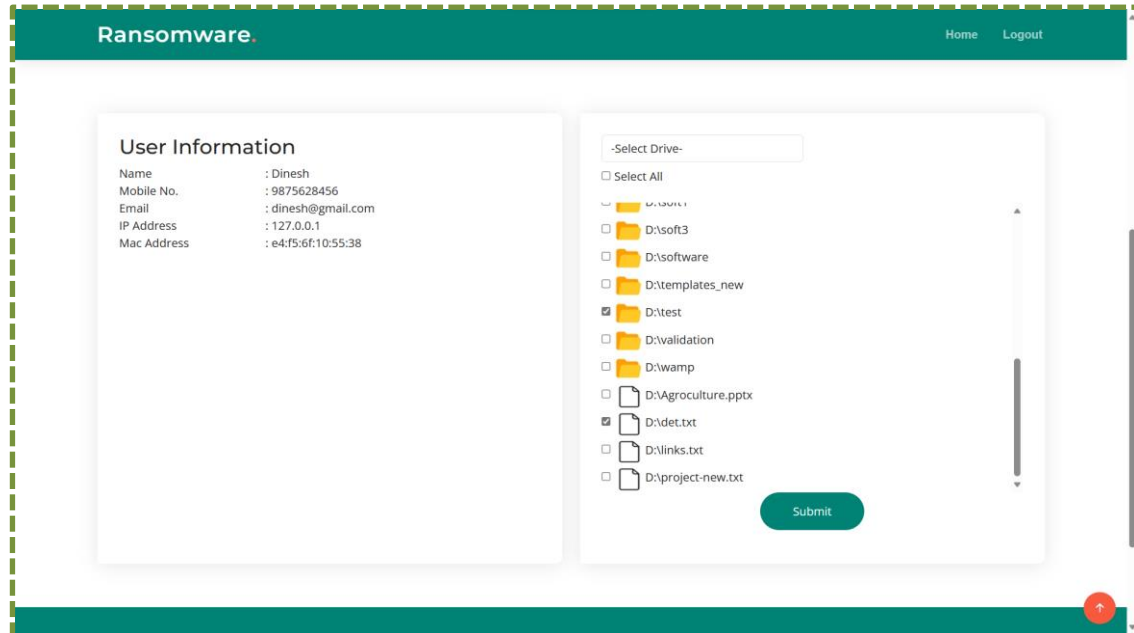 Ransomware.
Home Logout
User Information
Name : Dinesh
Mobile No. : 9875628456
Email : dinesh@gmail.com
IP Address : 127.0.0.1
Mac Address : e4:f5:6f:10:55:38
-Select Drive-
Select All
D:\soft1
D:\soft3
D:\software
D:\templates_new
D:\test
D:\validation
D:\wamp
D:\Agroculture.pptx
D:\det.txt
D:\links.txt
D:\project-new.txt
Submit